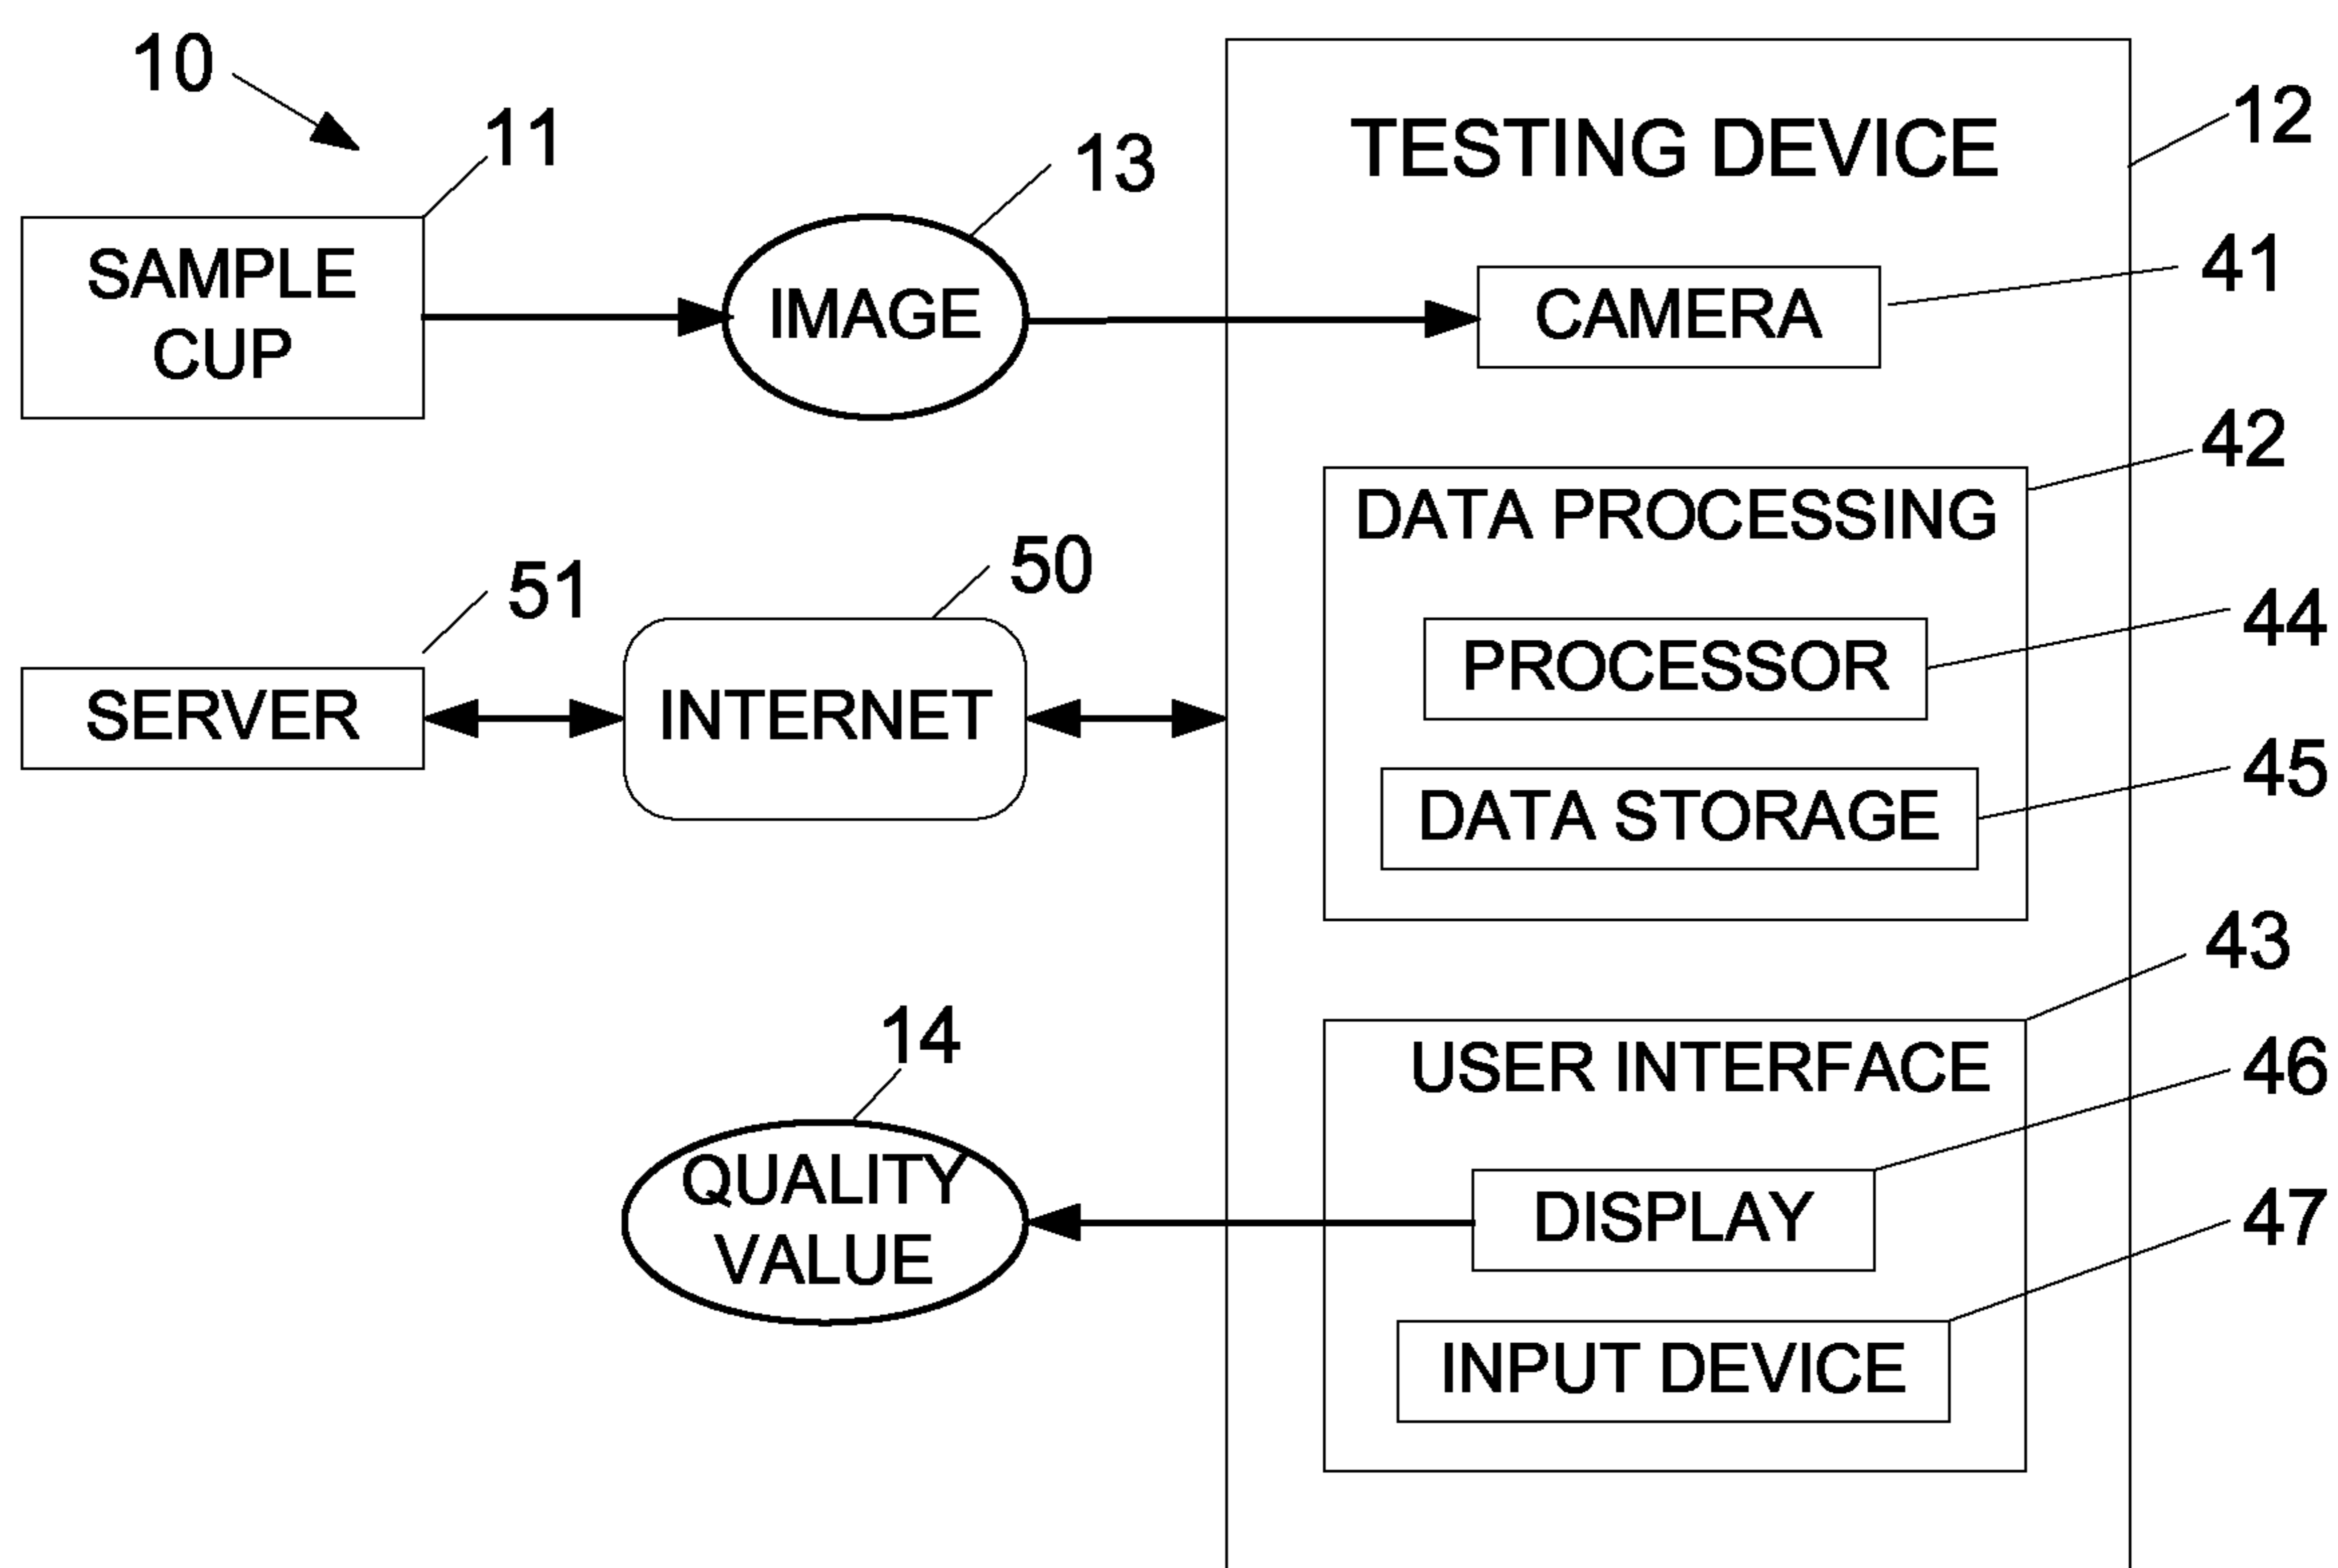 10
11
13
12
TESTING DEVICE
SAMPLE
CUP
IMAGE
CAMERA
41
42
DATA PROCESSING
51
50
44
PROCESSOR
SERVER
INTERNET
45
DATA STORAGE
43
14
USER INTERFACE
46
QUALITY
VALUE
DISPLAY
47
INPUT DEVICE